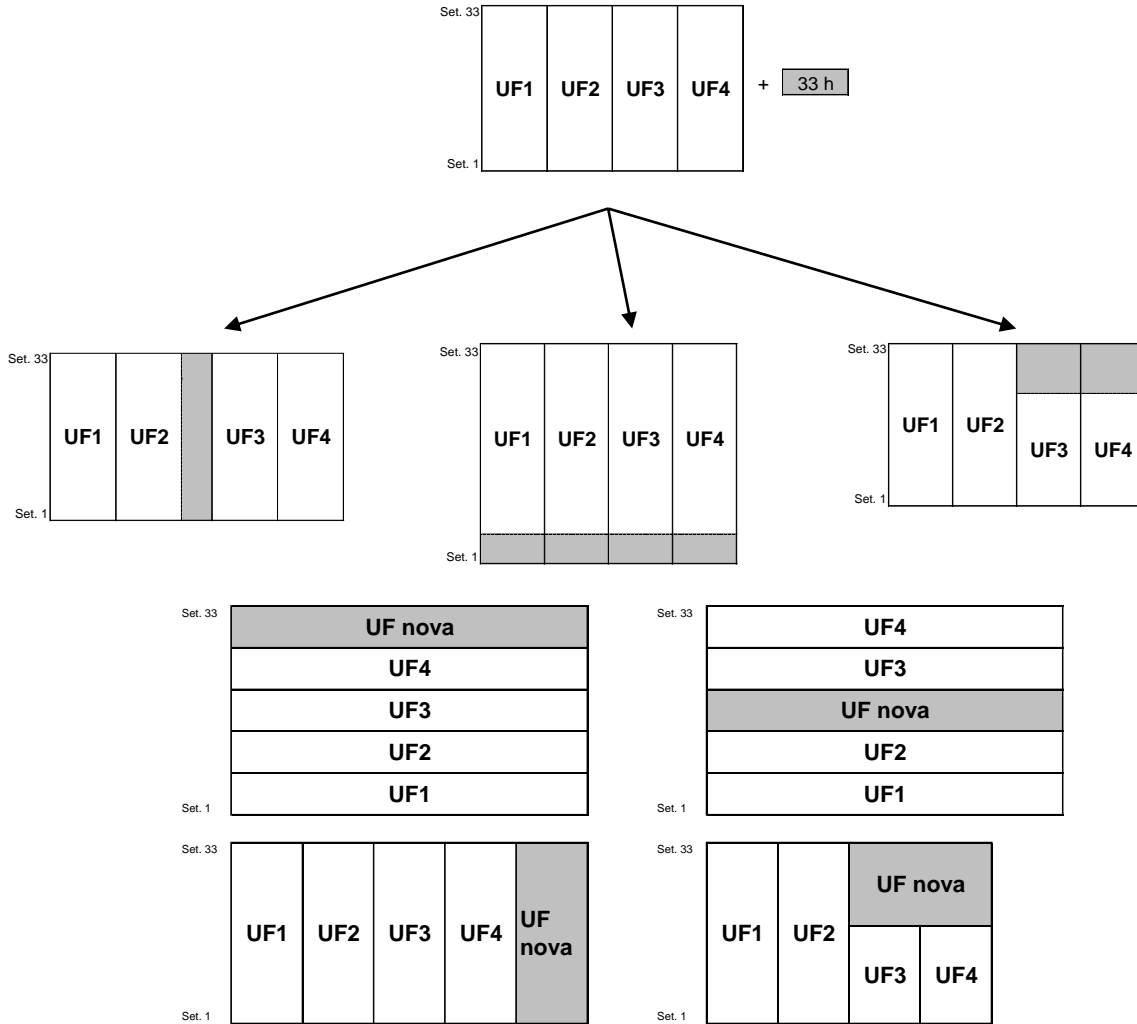 Set. 33
UF1 UF2 UF3 UF4 + 33 h
Set. 1
Set. 33
UF1 UF2 UF3 UF4
Set. 1
Set. 33
UF1 UF2 UF3 UF4
Set. 1
Set. 33
UF1 UF2
UF3 UF4
Set. 1
Set. 33
UF nova
UF4
UF3
UF2
UF1
Set. 1
Set. 33
UF4
UF3
UF nova
UF2
UF1
Set. 1
Set. 33
UF1 UF2 UF3 UF4 UF
nova
Set. 1
Set. 33
UF nova
UF1 UF2
UF3 UF4
Set. 1